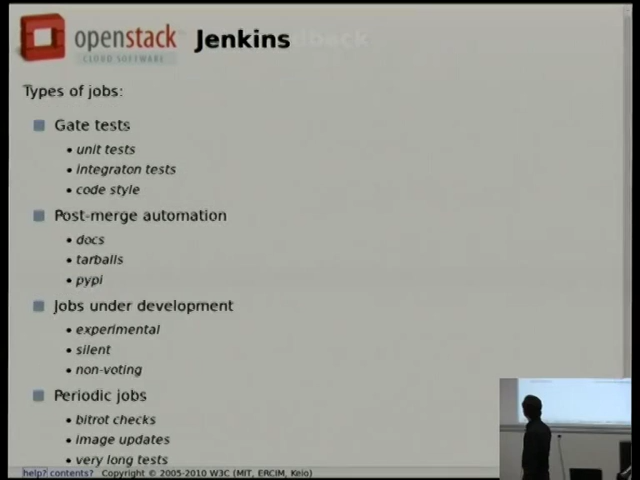 openstack
CLOUD SOFTWARE
Jenkins
Types of jobs:
Gate tests
• unit tests
• integraton tests
• code style
Post-merge automation
• docs
• tarballs
• pypi
Jobs under development
• experimental
• silent
• non-voting
Periodic jobs
• bitrot checks
• image updates
• very long tests
help? contents? Copyright © 2005-2010 W3C (MIT, ERCIM, Keio)